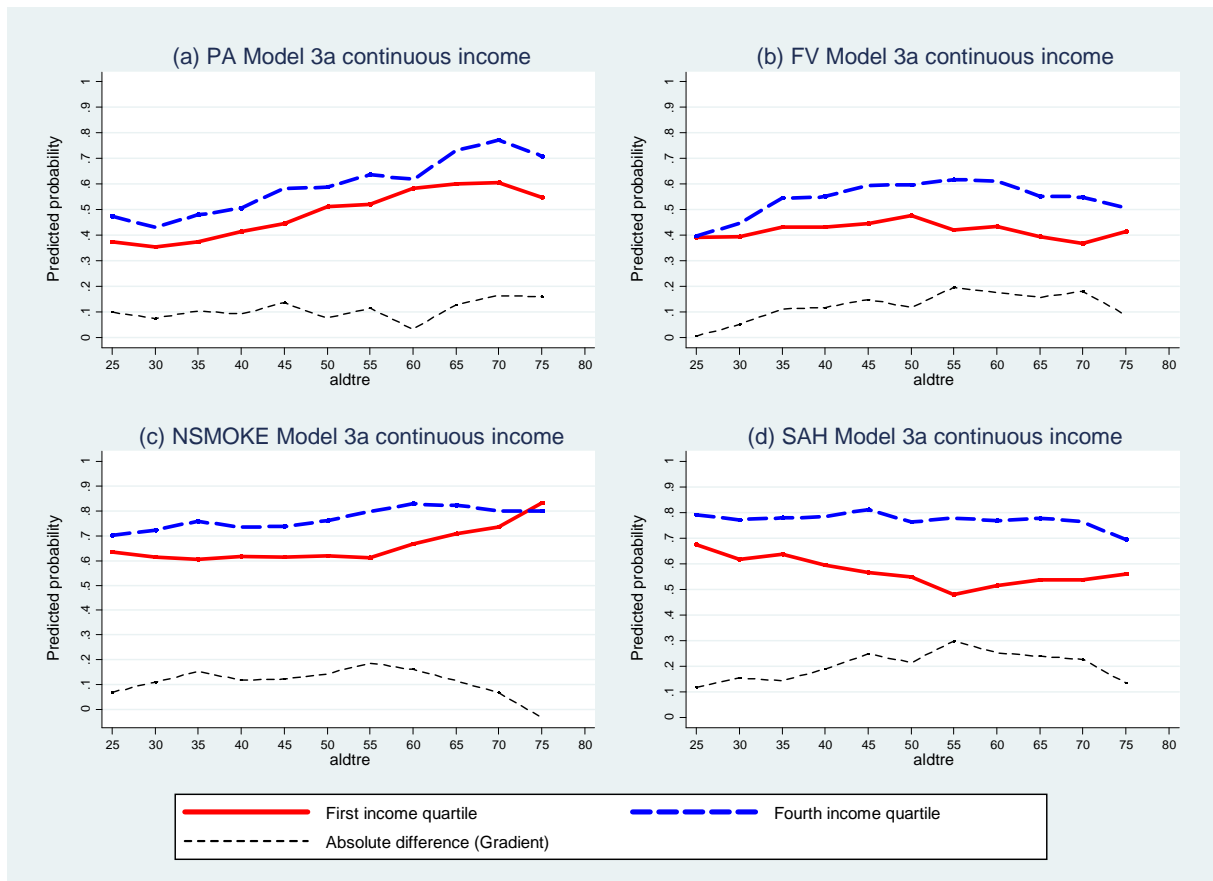 (a) PA Model 3a continuous income
Predicted probability
0 .1 .2 .3 .4 .5 .6 .7 .8 .9 1
25 30 35 40 45 50 55 60 65 70 75 80
aldtre
(b) FV Model 3a continuous income
Predicted probability
0 .1 .2 .3 .4 .5 .6 .7 .8 .9 1
25 30 35 40 45 50 55 60 65 70 75 80
aldtre
(c) NSMOKE Model 3a continuous income
Predicted probability
0 .1 .2 .3 .4 .5 .6 .7 .8 .9 1
25 30 35 40 45 50 55 60 65 70 75 80
aldtre
(d) SAH Model 3a continuous income
Predicted probability
0 .1 .2 .3 .4 .5 .6 .7 .8 .9 1
25 30 35 40 45 50 55 60 65 70 75 80
aldtre
First income quartile
Fourth income quartile
Absolute difference (Gradient)